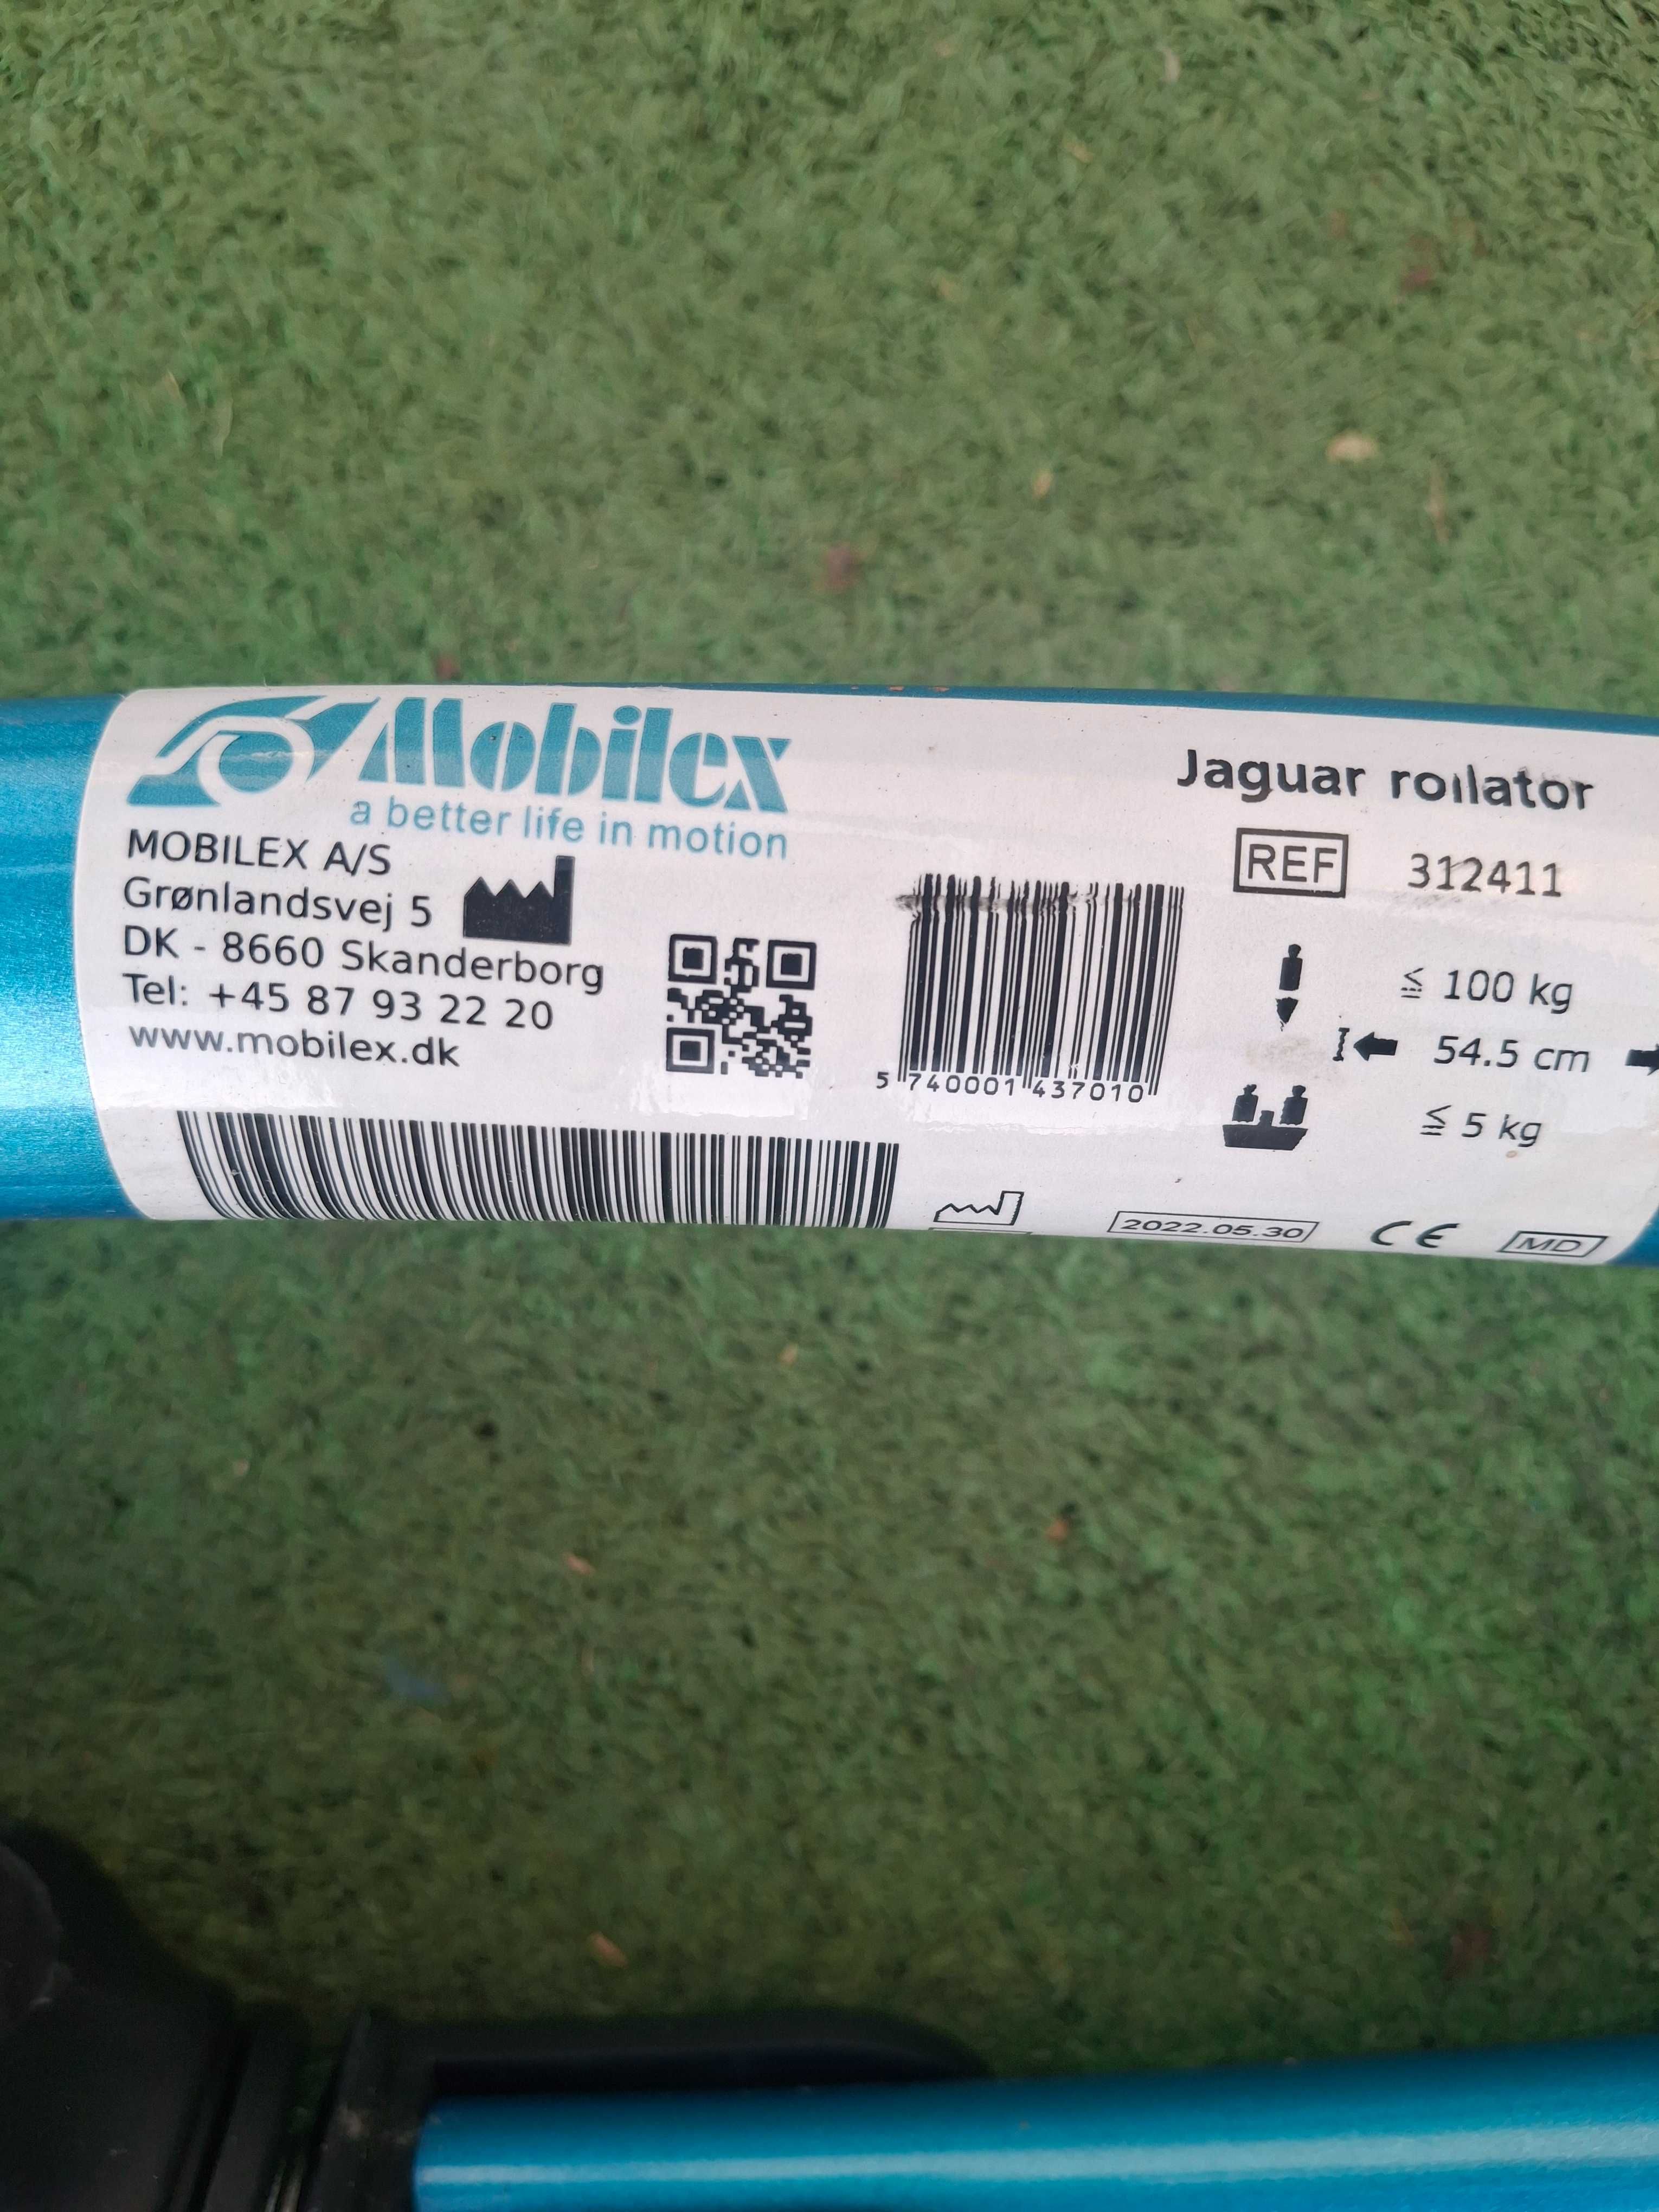 Mobilex
a better life in motion
MOBILEX A/S
Grønlandsvej 5
DK - 8660 Skanderborg
Tel: +45 87 93 22 20
www.mobilex.dk
5 740001 437010
Jaguar rollator
REF 312411
≦ 100 kg
54.5 cm
≦ 5 kg
2022.05.30 CE MD